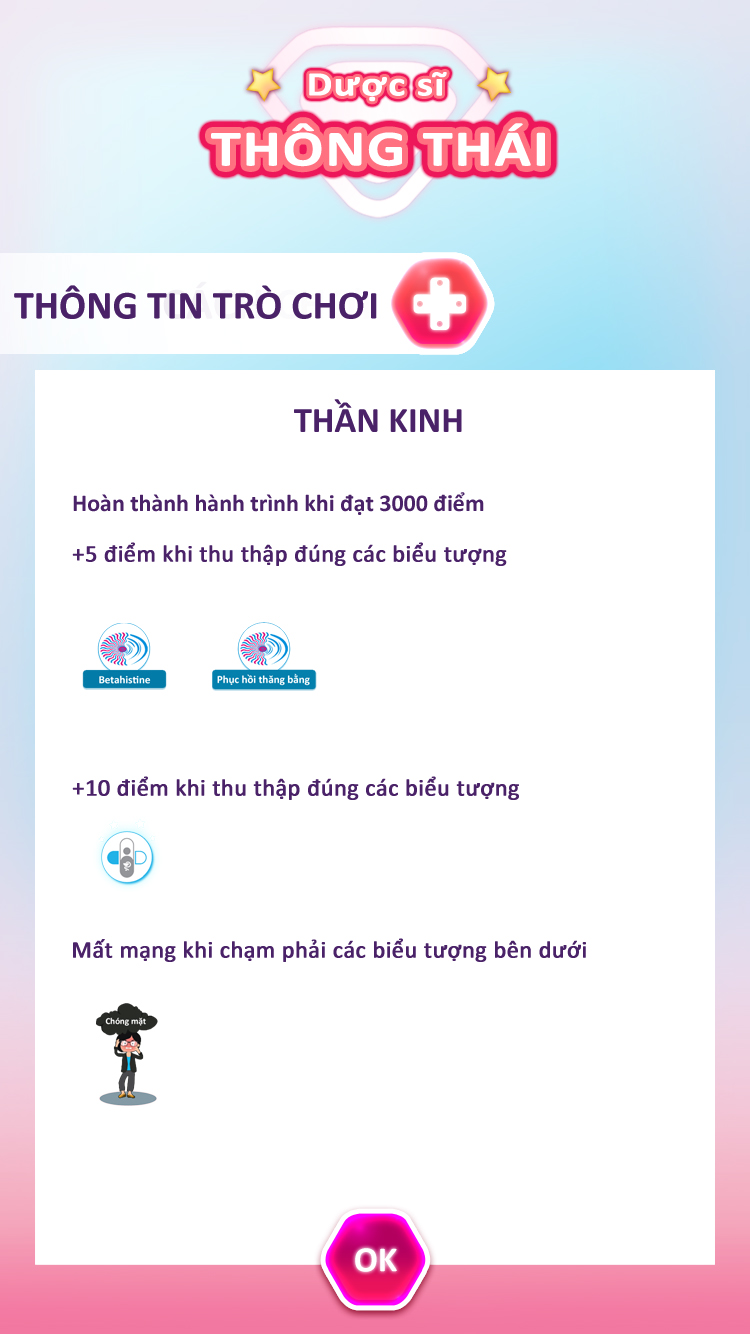 Dược sĩ
THÔNG THÁI
THÔNG TIN TRÒ CHƠI
THẦN KINH
Hoàn thành hành trình khi đạt 3000 điểm
+5 điểm khi thu thập đúng các biểu tượng
Betahistine
Phục hồi thăng bằng
+10 điểm khi thu thập đúng các biểu tượng
Mất mạng khi chạm phải các biểu tượng bên dưới
Chóng mặt
OK